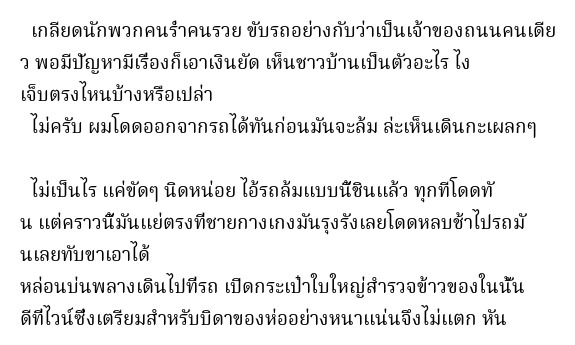 เกลียดนักพวกคนร่ำคนรวย ขับรถอย่างกับว่าเป็นเจ้าของถนนคนเดีย
ว พอมีปัญหามีเรื่องก็เอาเงินยัด เห็นชาวบ้านเป็นตัวอะไร ไง
เจ็บตรงไหนบ้างหรือเปล่า
ไม่ครับ ผมโดดออกจากรถได้ทันก่อนมันจะล้ม ล่ะเห็นเดินกะเผลกๆ
ไม่เป็นไร แค่ขัดๆ นิดหน่อย ไอ้รถล้มแบบนี้ชินแล้ว ทุกทีโดดทั
น แต่คราวนี้มันแย่ตรงที่ชายกางเกงมันรุงรังเลยโดดหลบช้าไปรถมั
นเลยทับขาเอาได้
หล่อนบ่นพลางเดินไปที่รถ เปิดกระเป๋าใบใหญ่สำรวจข้าวของในนั้น
ดีที่ไวน์ซึ่งเตรียมสำหรับบิดาของห่ออย่างหนาแน่นจึงไม่แตก หัน